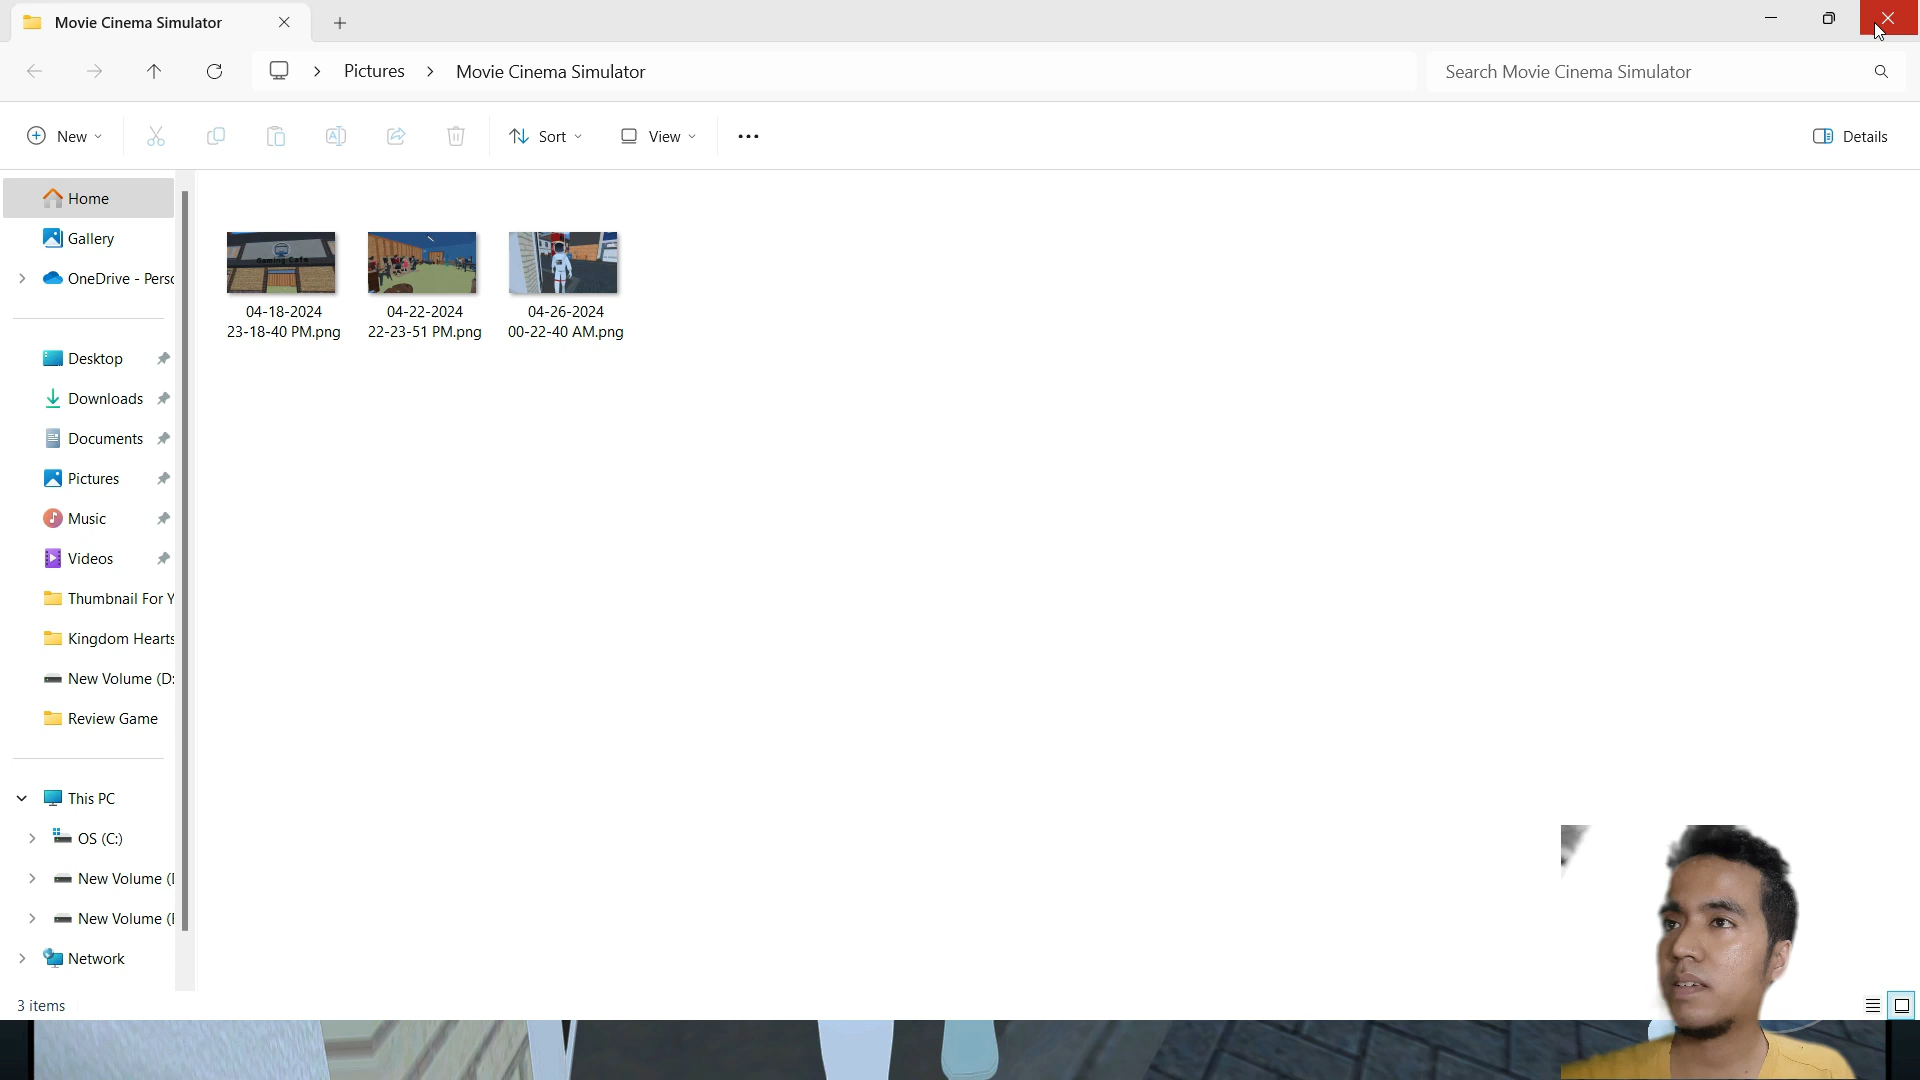 Movie Cinema Simulator
Pictures
Movie Cinema Simulator
Search Movie Cinema Simulator
New
Sort
View
Details
Home
Gallery
OneDrive - Perso
Desktop
Downloads
Documents
Pictures
Music
Videos
Thumbnail For Y
Kingdom Hearts
New Volume (D:
Review Game
This PC
OS (C:)
New Volume (
New Volume (
Network
Gaming Cafe
04-18-2024
23-18-40 PM.png
04-22-2024
22-23-51 PM.png
04-26-2024
00-22-40 AM.png
3 items